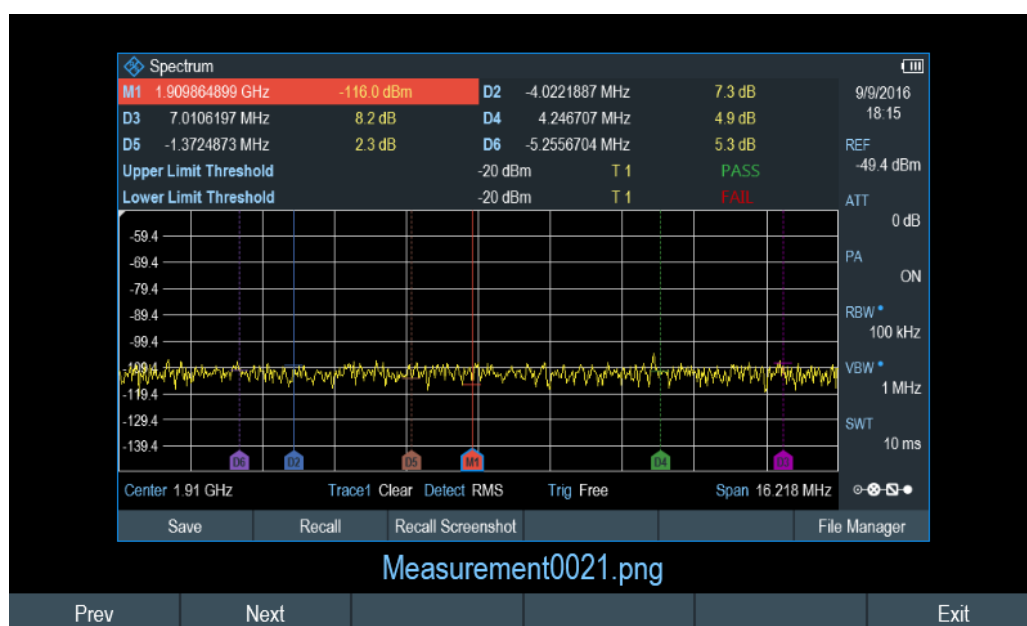 Spectrum
M1 1.909864899 GHz -116.0 dBm D2 -4.0221887 MHz 7.3 dB
D3 7.0106197 MHz 8.2 dB D4 4.246707 MHz 4.9 dB
D5 -1.3724873 MHz 2.3 dB D6 -5.2556704 MHz 5.3 dB
Upper Limit Threshold -20 dBm T 1 PASS
Lower Limit Threshold -20 dBm T 1 FAIL
9/9/2016
18:15
REF
-49.4 dBm
ATT
0 dB
PA
ON
RBW
100 kHz
VBW
1 MHz
SWT
10 ms
-59.4
-69.4
-79.4
-89.4
-99.4
-109.4
-119.4
-129.4
-139.4
D6 D2 D5 M1 D4 D3
Center 1.91 GHz Trace1 Clear Detect RMS Trig Free Span 16.218 MHz
Save Recall Recall Screenshot File Manager
Measurement0021.png
Prev Next Exit